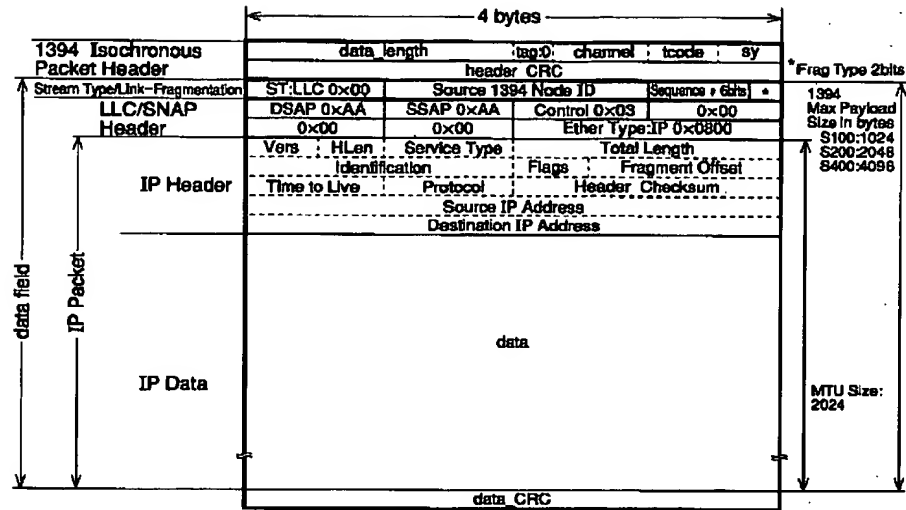 4 bytes
1394 Isochronous
Packet Header
data_length tag:0 channel tcode sy
header CRC
*Frag Type 2bits
Stream Type/Link-Fragmentation
ST:LLC 0x00 Source 1394 Node ID Sequence # 6bits *
LLC/SNAP
Header
DSAP 0xAA SSAP 0xAA Control 0x03 0x00
0x00 0x00 Ether Type:IP 0x0800
1394
Max Payload
Size in bytes
S100:1024
S200:2048
S400:4096
IP Header
Vers HLen Service Type Total Length
Identification Flags Fragment Offset
Time to Live Protocol Header Checksum
Source IP Address
Destination IP Address
data field
IP Packet
IP Data
data
MTU Size:
2024
data_CRC